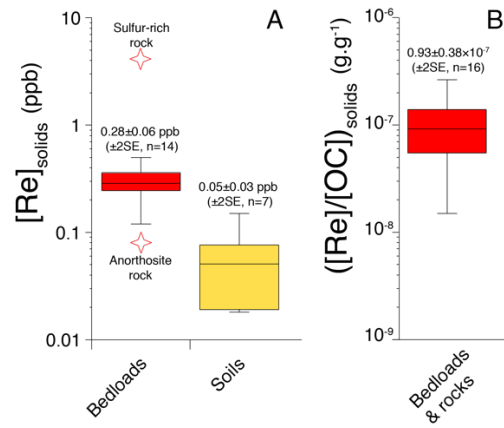 A
[Re]solids (ppb)
10
1
0.1
0.01
Sulfur-rich
rock
0.28±0.06 ppb
(±2SE, n=14)
0.05±0.03 ppb
(±2SE, n=7)
Anorthosite
rock
Bedloads
Soils
B
([Re]/[OC])solids (g.g⁻¹)
10⁻⁶
10⁻⁷
10⁻⁸
10⁻⁹
0.93±0.38×10⁻⁷
(±2SE, n=16)
Bedloads
& rocks